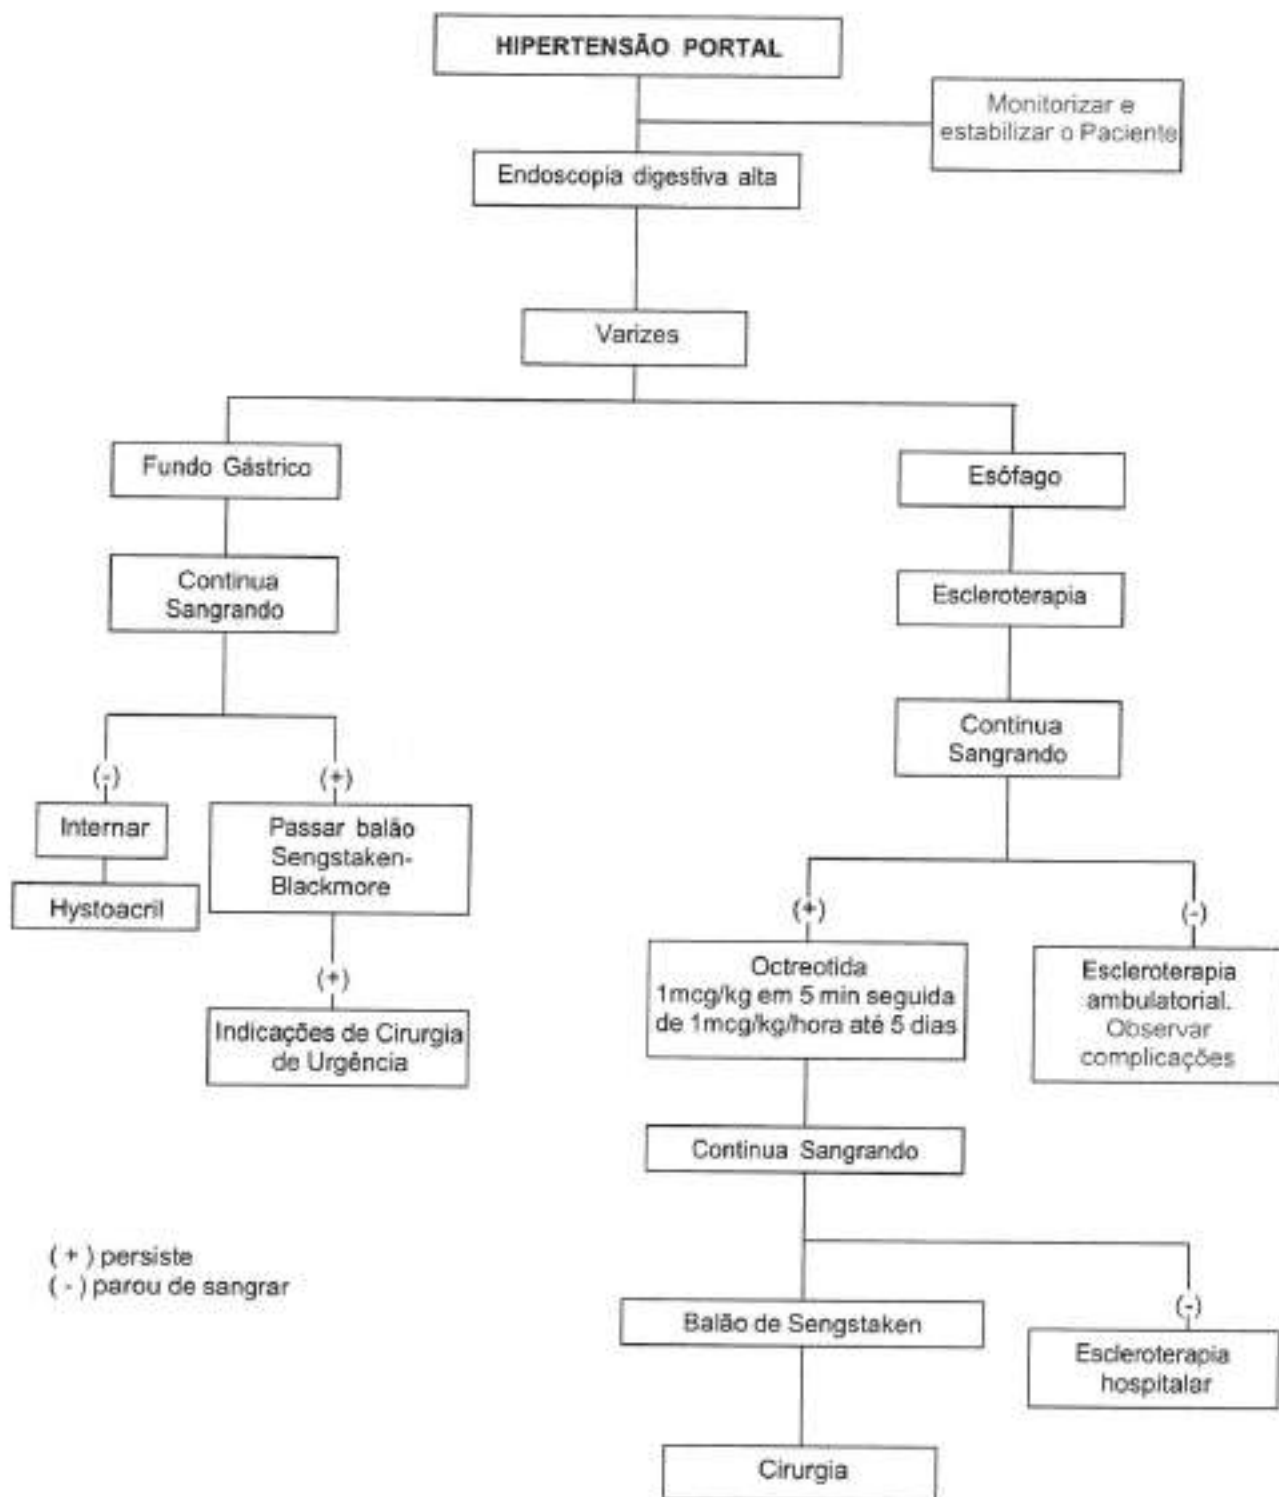 HIPERTENSÃO PORTAL
Monitorizar e
estabilizar o Paciente
Endoscopia digestiva alta
Varizes
Fundo Gástrico
Esôfago
Continua
Sangrando
Escleroterapia
Continua
Sangrando
(-)
(+)
Internar
Passar balão
Sengstaken-
Blackmore
Hystoacril
(+)
Indicações de Cirurgia
de Urgência
(+)
(-)
Octreotida
1mcg/kg em 5 min seguida
de 1mcg/kg/hora até 5 dias
Escleroterapia
ambulatorial.
Observar
complicações
Continua Sangrando
(+) persiste
(-) parou de sangrar
Balão de Sengstaken
(-)
Escleroterapia
hospitalar
Cirurgia